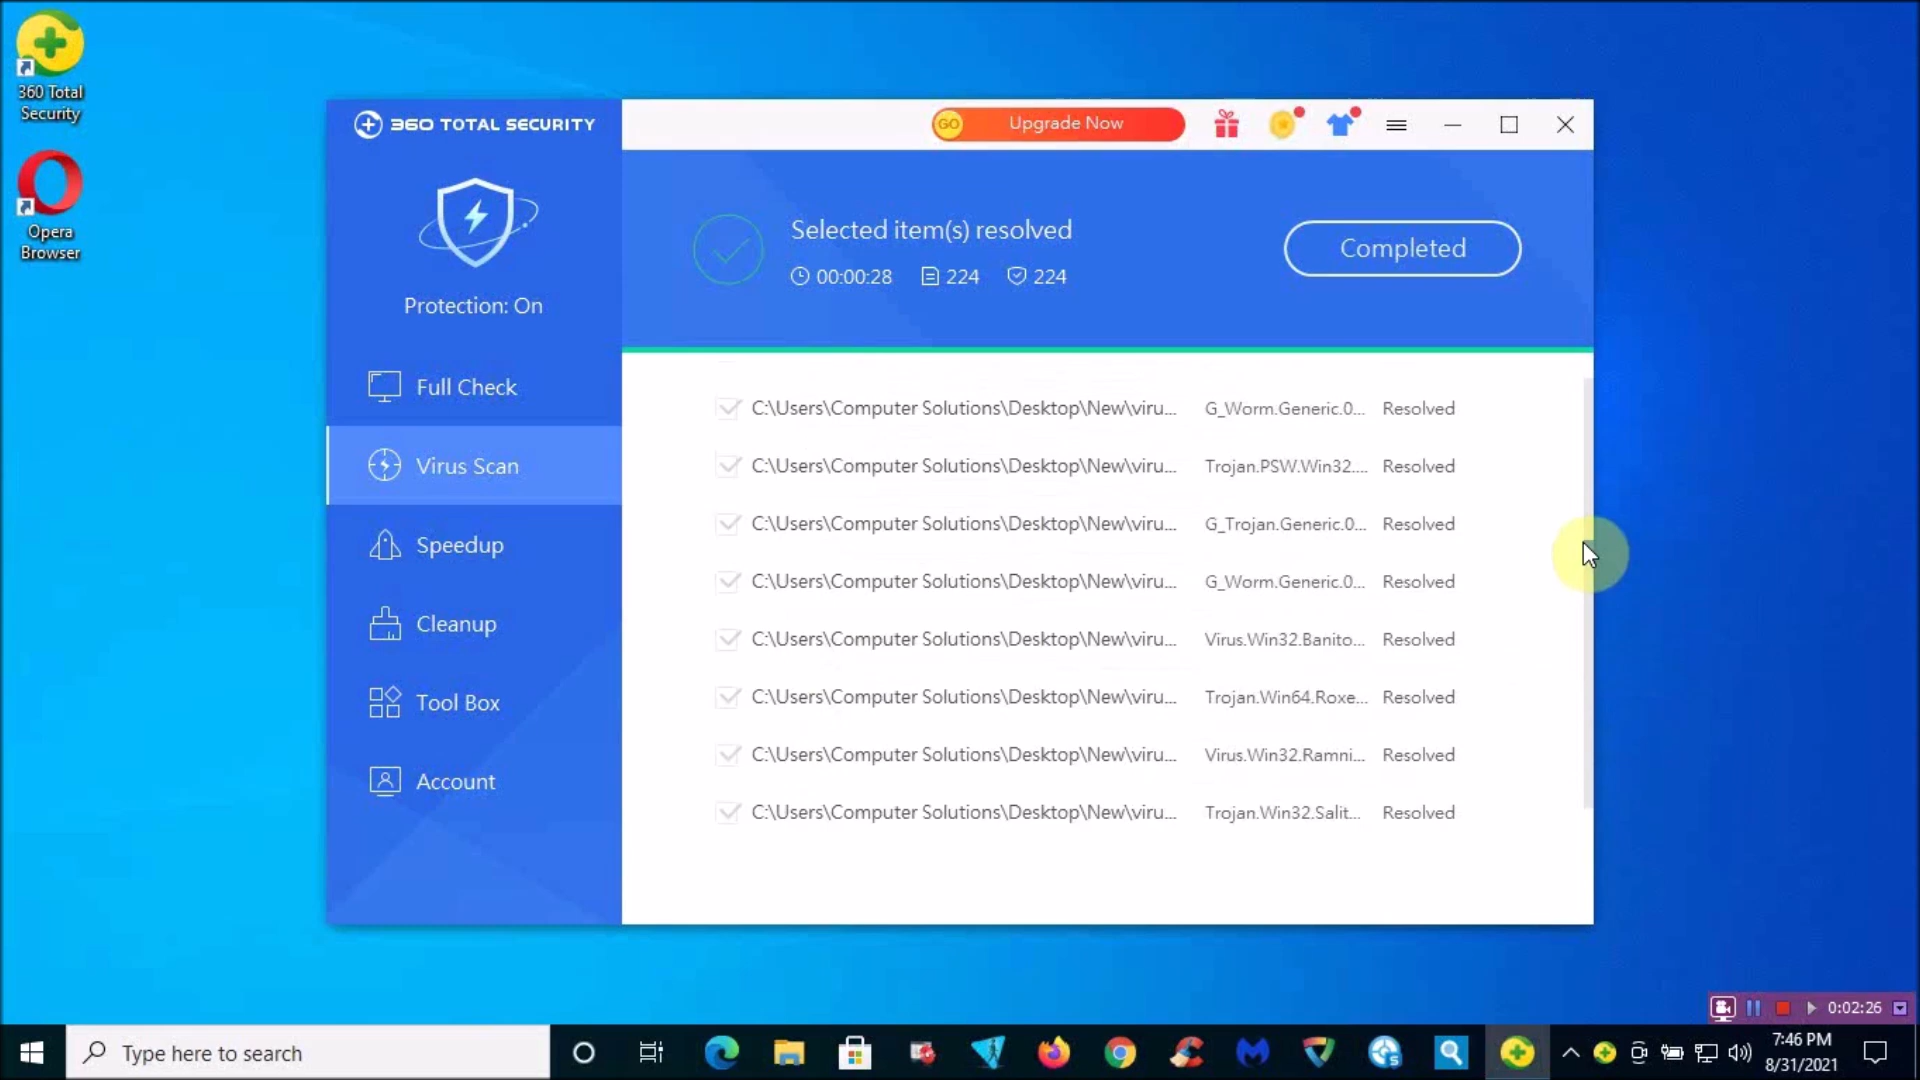 360 Total
Security
Opera
Browser
360 TOTAL SECURITY
Protection: On
Full Check
Virus Scan
Speedup
Cleanup
Tool Box
Account
GO Upgrade Now
Selected item(s) resolved
00:00:28 224 224
Completed
C:\Users\Computer Solutions\Desktop\New\viru... G_Worm.Generic.0... Resolved
C:\Users\Computer Solutions\Desktop\New\viru... Trojan.PSW.Win32.... Resolved
C:\Users\Computer Solutions\Desktop\New\viru... G_Trojan.Generic.0... Resolved
C:\Users\Computer Solutions\Desktop\New\viru... G_Worm.Generic.0... Resolved
C:\Users\Computer Solutions\Desktop\New\viru... Virus.Win32.Banito... Resolved
C:\Users\Computer Solutions\Desktop\New\viru... Trojan.Win64.Roxe... Resolved
C:\Users\Computer Solutions\Desktop\New\viru... Virus.Win32.Ramni... Resolved
C:\Users\Computer Solutions\Desktop\New\viru... Trojan.Win32.Salit... Resolved
0:02:26
Type here to search
7:46 PM
8/31/2021